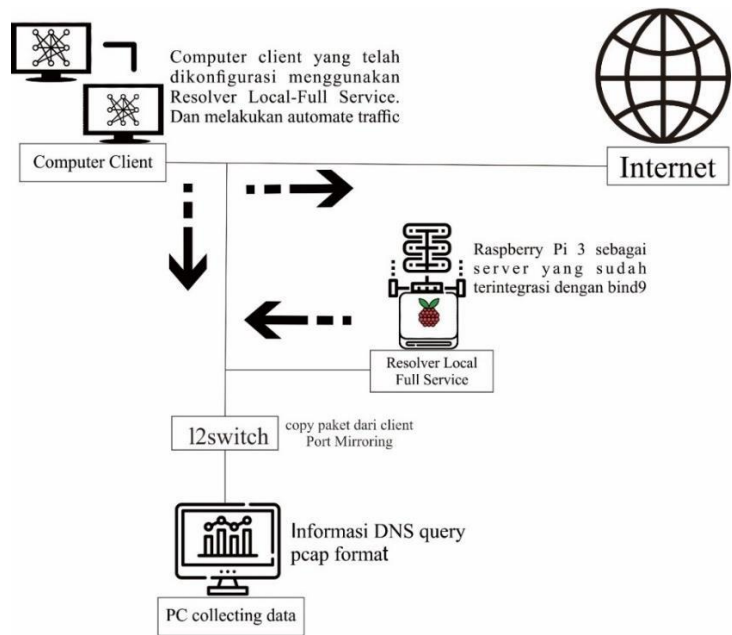 Computer client yang telah
dikonfigurasi menggunakan
Resolver Local-Full Service.
Dan melakukan automate traffic
Computer Client
Internet
Raspberry Pi 3 sebagai
server yang sudah
terintegrasi dengan bind9
Resolver Local
Full Service
l2switch
copy paket dari client
Port Mirroring
Informasi DNS query
pcap format
PC collecting data